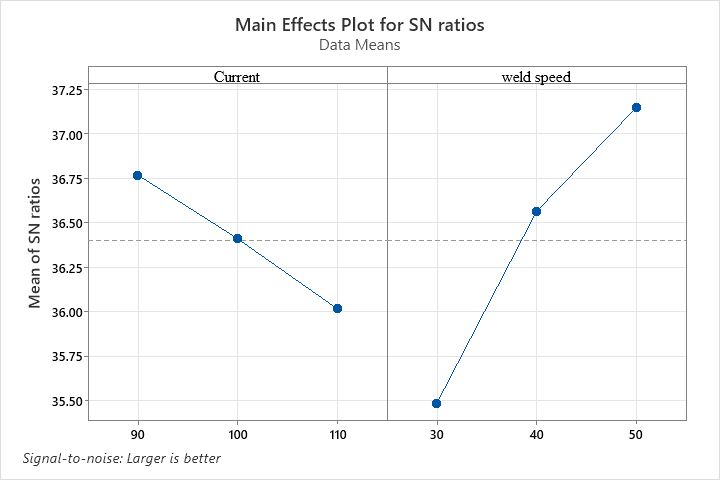 Main Effects Plot for SN ratios
Data Means
Current
weld speed
Mean of SN ratios
37.25
37.00
36.75
36.50
36.25
36.00
35.75
35.50
90 100 110 30 40 50
Signal-to-noise: Larger is better